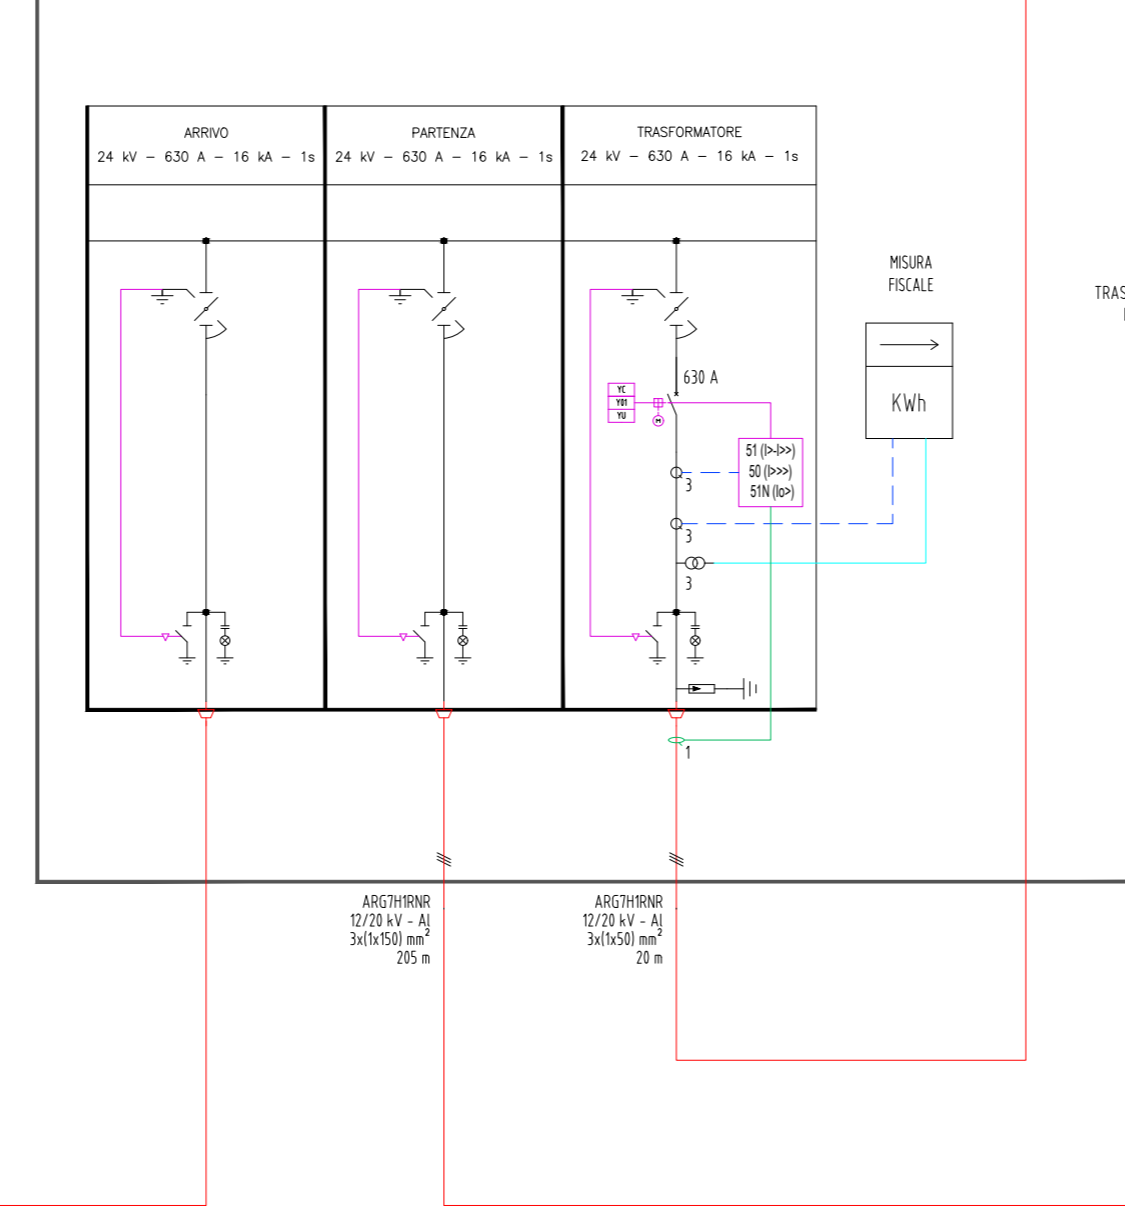 ARRIVO
24 kV – 630 A – 16 kA – 1s
PARTENZA
24 kV – 630 A – 16 kA – 1s
TRASFORMATORE
24 kV – 630 A – 16 kA – 1s
MISURA
FISCALE
TRAS
KWh
630 A
YC
Y01
YU
M
51 (I>-I>>)
50 (I>>>)
51N (Io>)
3
3
3
1
ARG7H1RNR
12/20 kV - Al
3x(1x150) mm²
205 m
ARG7H1RNR
12/20 kV - Al
3x(1x50) mm²
20 m